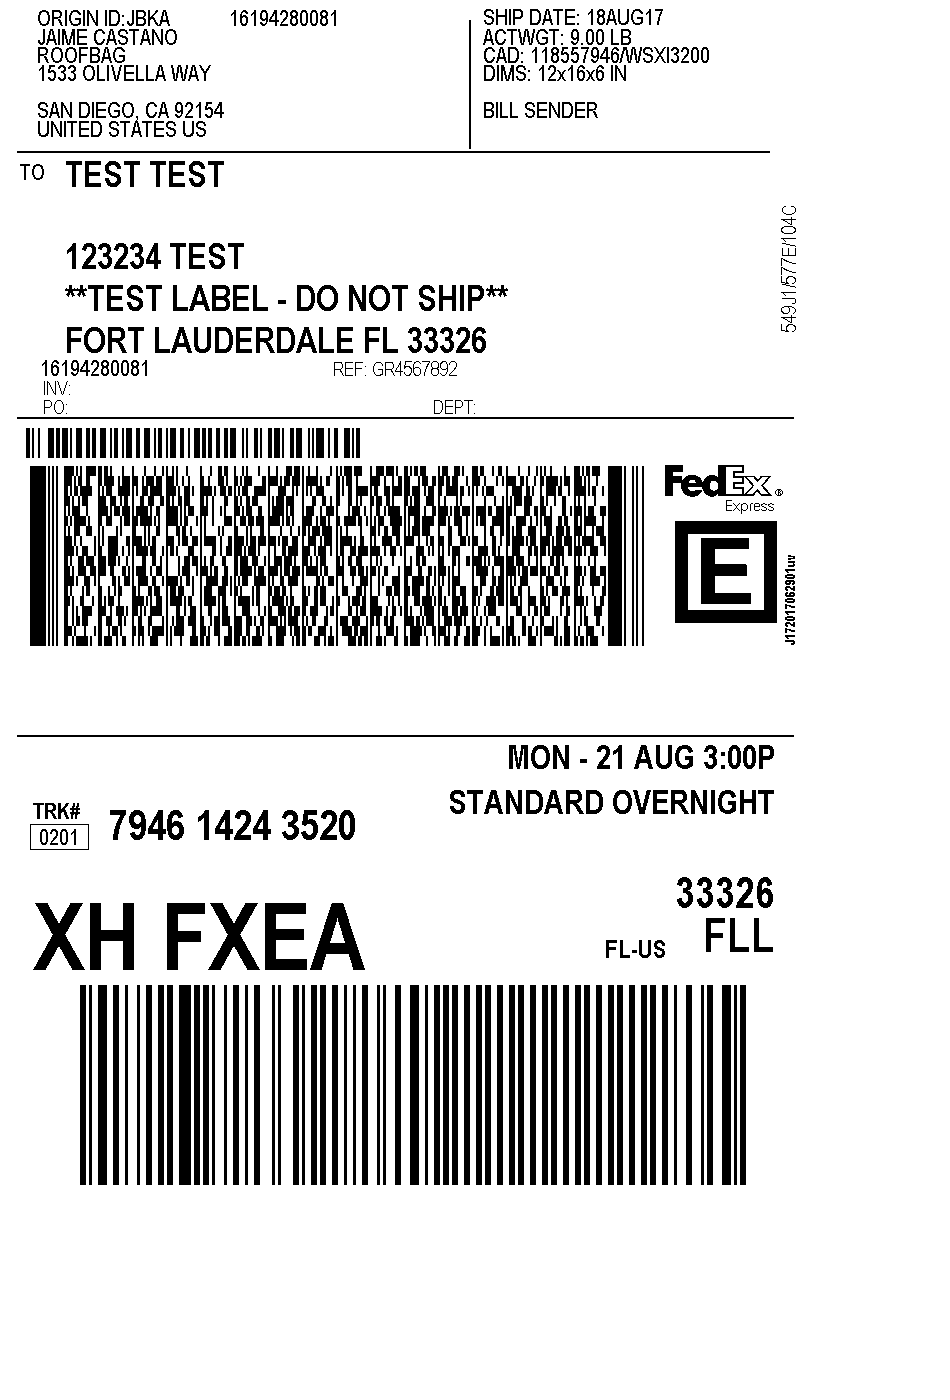 ORIGIN ID:JBKA 16194280081
JAIME CASTANO
ROOFBAG
1533 OLIVELLA WAY
SAN DIEGO, CA 92154
UNITED STATES US
SHIP DATE: 18AUG17
ACTWGT: 9.00 LB
CAD: 118557946/WSXI3200
DIMS: 12x16x6 IN
BILL SENDER
TO TEST TEST
123234 TEST
**TEST LABEL - DO NOT SHIP**
FORT LAUDERDALE FL 33326
16194280081 REF: GR4567892
INV:
PO: DEPT:
549J1/577E/104C
FedEx®
Express
E
J172017062901uv
MON - 21 AUG 3:00P
STANDARD OVERNIGHT
TRK#
0201 7946 1424 3520
33326
XH FXEA FL-US FLL